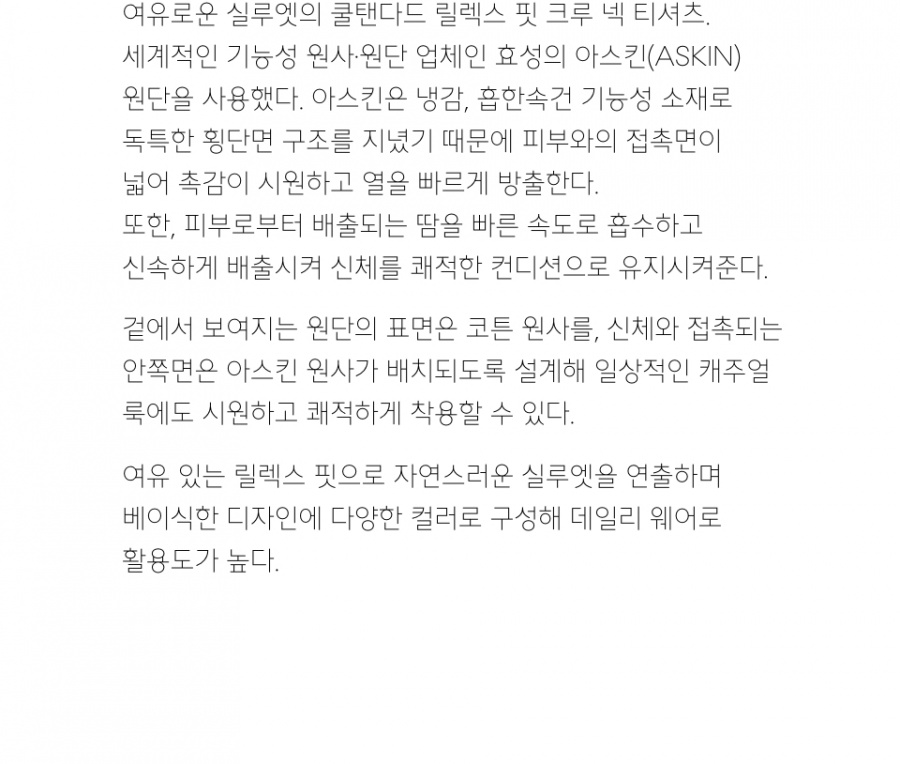 여유로운 실루엣의 쿨탠다드 릴렉스 핏 크루 넥 티셔츠.
세계적인 기능성 원사·원단 업체인 효성의 아스킨(ASKIN)
원단을 사용했다. 아스킨은 냉감, 흡한속건 기능성 소재로
독특한 횡단면 구조를 지녔기 때문에 피부와의 접촉면이
넓어 촉감이 시원하고 열을 빠르게 방출한다.
또한, 피부로부터 배출되는 땀을 빠른 속도로 흡수하고
신속하게 배출시켜 신체를 쾌적한 컨디션으로 유지시켜준다.
겉에서 보여지는 원단의 표면은 코튼 원사를, 신체와 접촉되는
안쪽면은 아스킨 원사가 배치되도록 설계해 일상적인 캐주얼
룩에도 시원하고 쾌적하게 착용할 수 있다.
여유 있는 릴렉스 핏으로 자연스러운 실루엣을 연출하며
베이식한 디자인에 다양한 컬러로 구성해 데일리 웨어로
활용도가 높다.